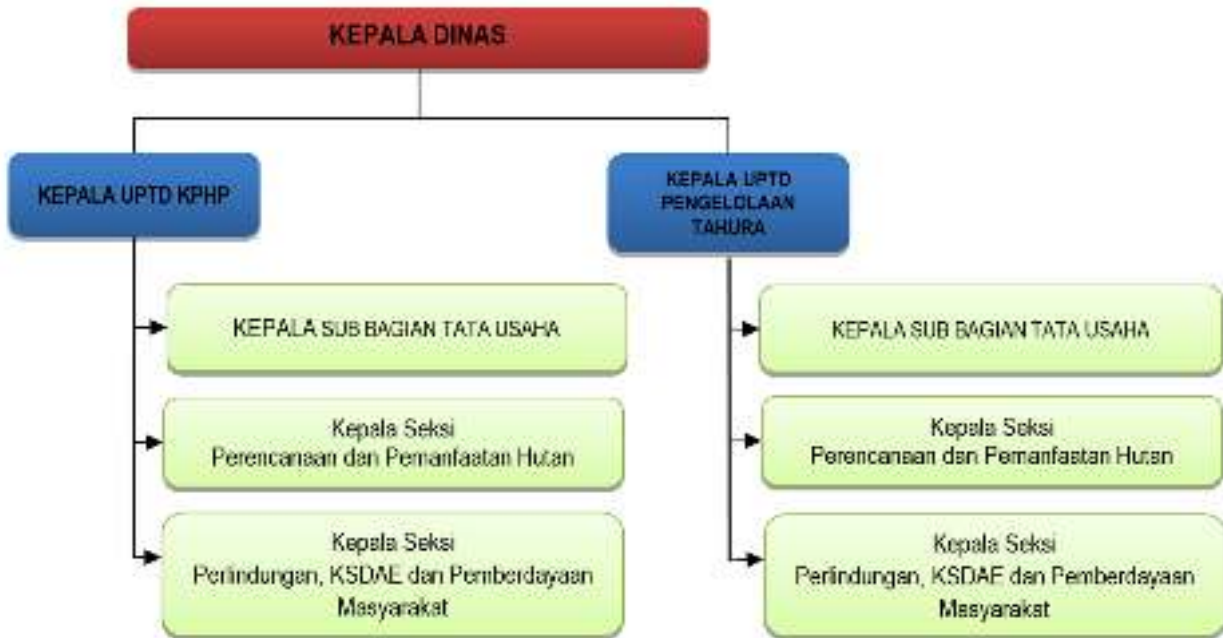 KEPALA DINAS
KEPALA UPTD KPHP
KEPALA SUB BAGIAN TATA USAHA
Kepala Seksi
Perencanaan dan Pemanfaatan Hutan
Kepala Seksi
Perlindungan, KSDAE dan Pemberdayaan
Masyarakat
KEPALA UPTD
PENGELOLAAN
TAHURA
KEPALA SUB BAGIAN TATA USAHA
Kepala Seksi
Perencanaan dan Pemanfaatan Hutan
Kepala Seksi
Perlindungan, KSDAE dan Pemberdayaan
Masyarakat